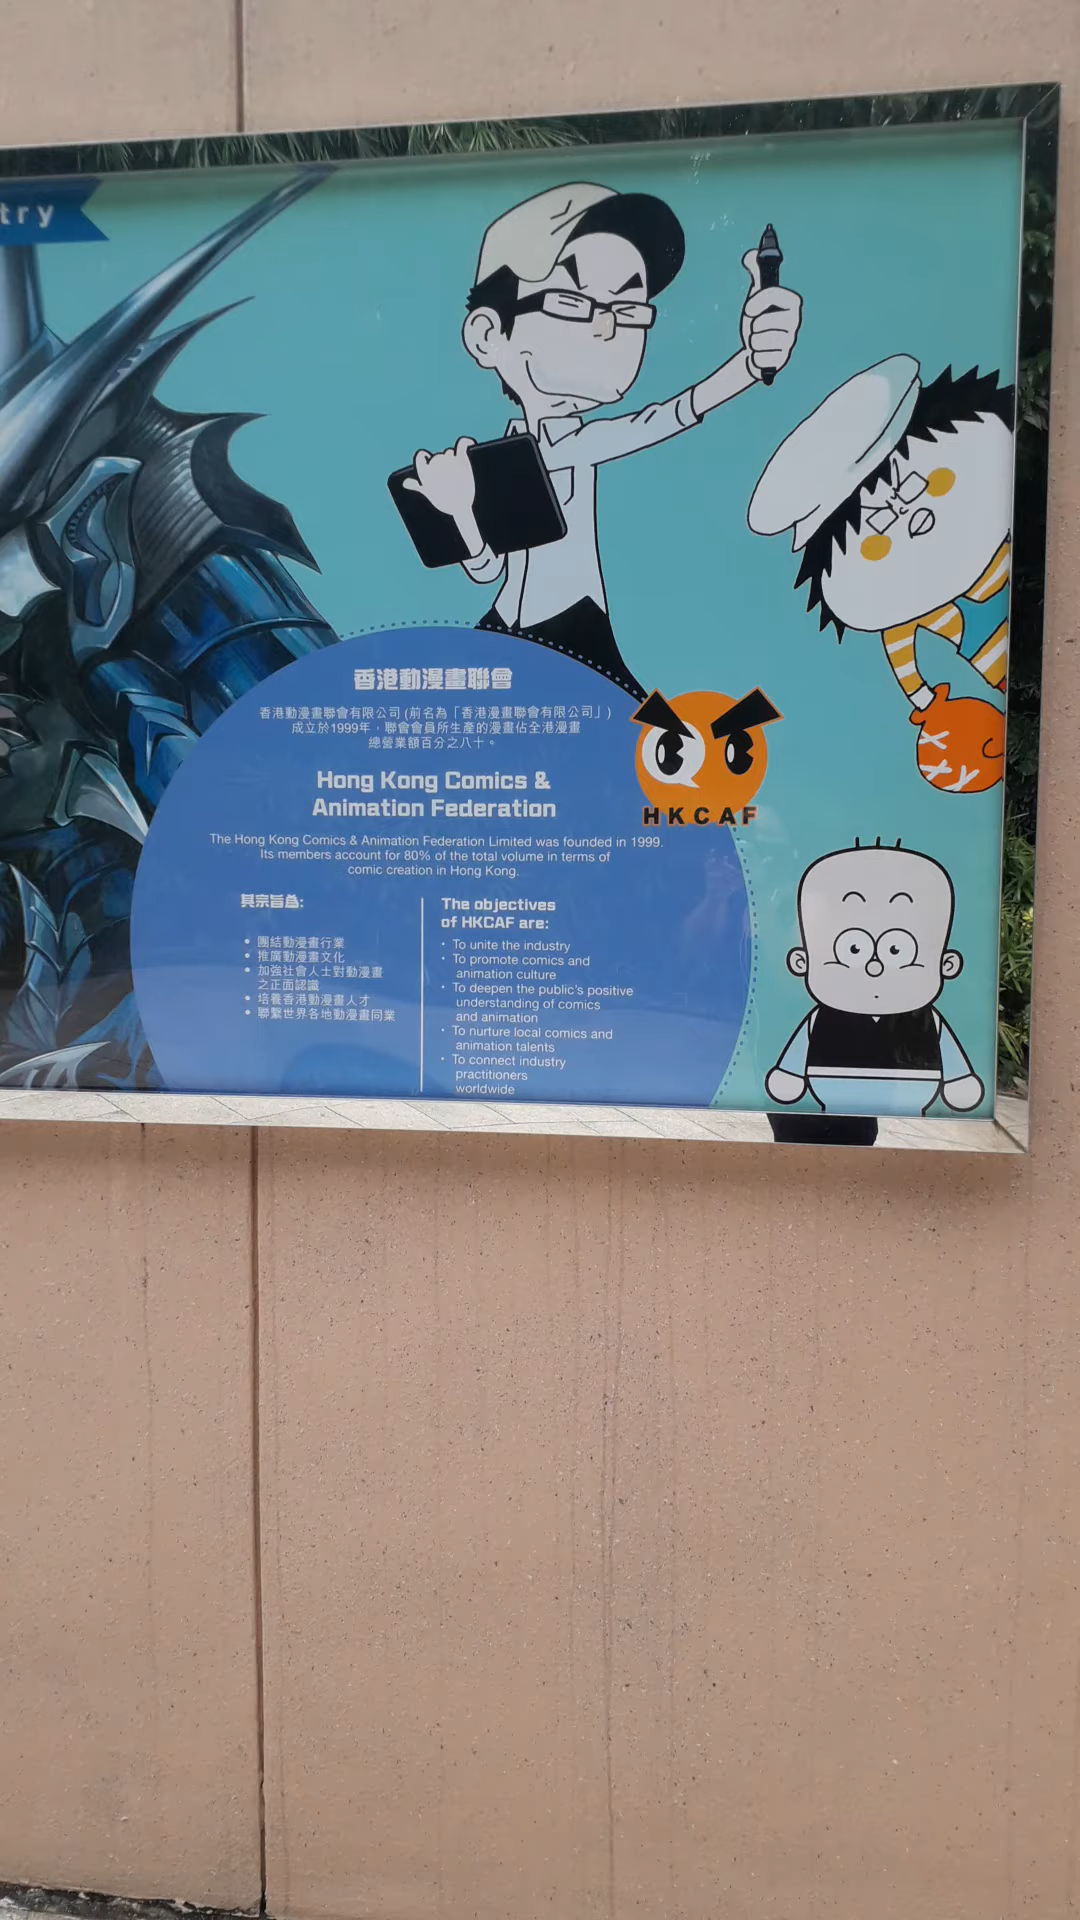 try
香港動漫畫聯會
香港動漫畫聯會有限公司 (前名為「香港漫畫聯會有限公司」)
成立於1999年，聯會會員所生產的漫畫佔全港漫畫
總營業額百分之八十。
Hong Kong Comics &
Animation Federation
The Hong Kong Comics & Animation Federation Limited was founded in 1999.
Its members account for 80% of the total volume in terms of
comic creation in Hong Kong.
HKCAF
其宗旨為:
• 團結動漫畫行業
• 推廣動漫畫文化
• 加強社會人士對動漫畫
之正面認識
• 培養香港動漫畫人才
• 聯繫世界各地動漫畫同業
The objectives
of HKCAF are:
• To unite the industry
• To promote comics and
animation culture
• To deepen the public's positive
understanding of comics
and animation
• To nurture local comics and
animation talents
• To connect industry
practitioners
worldwide